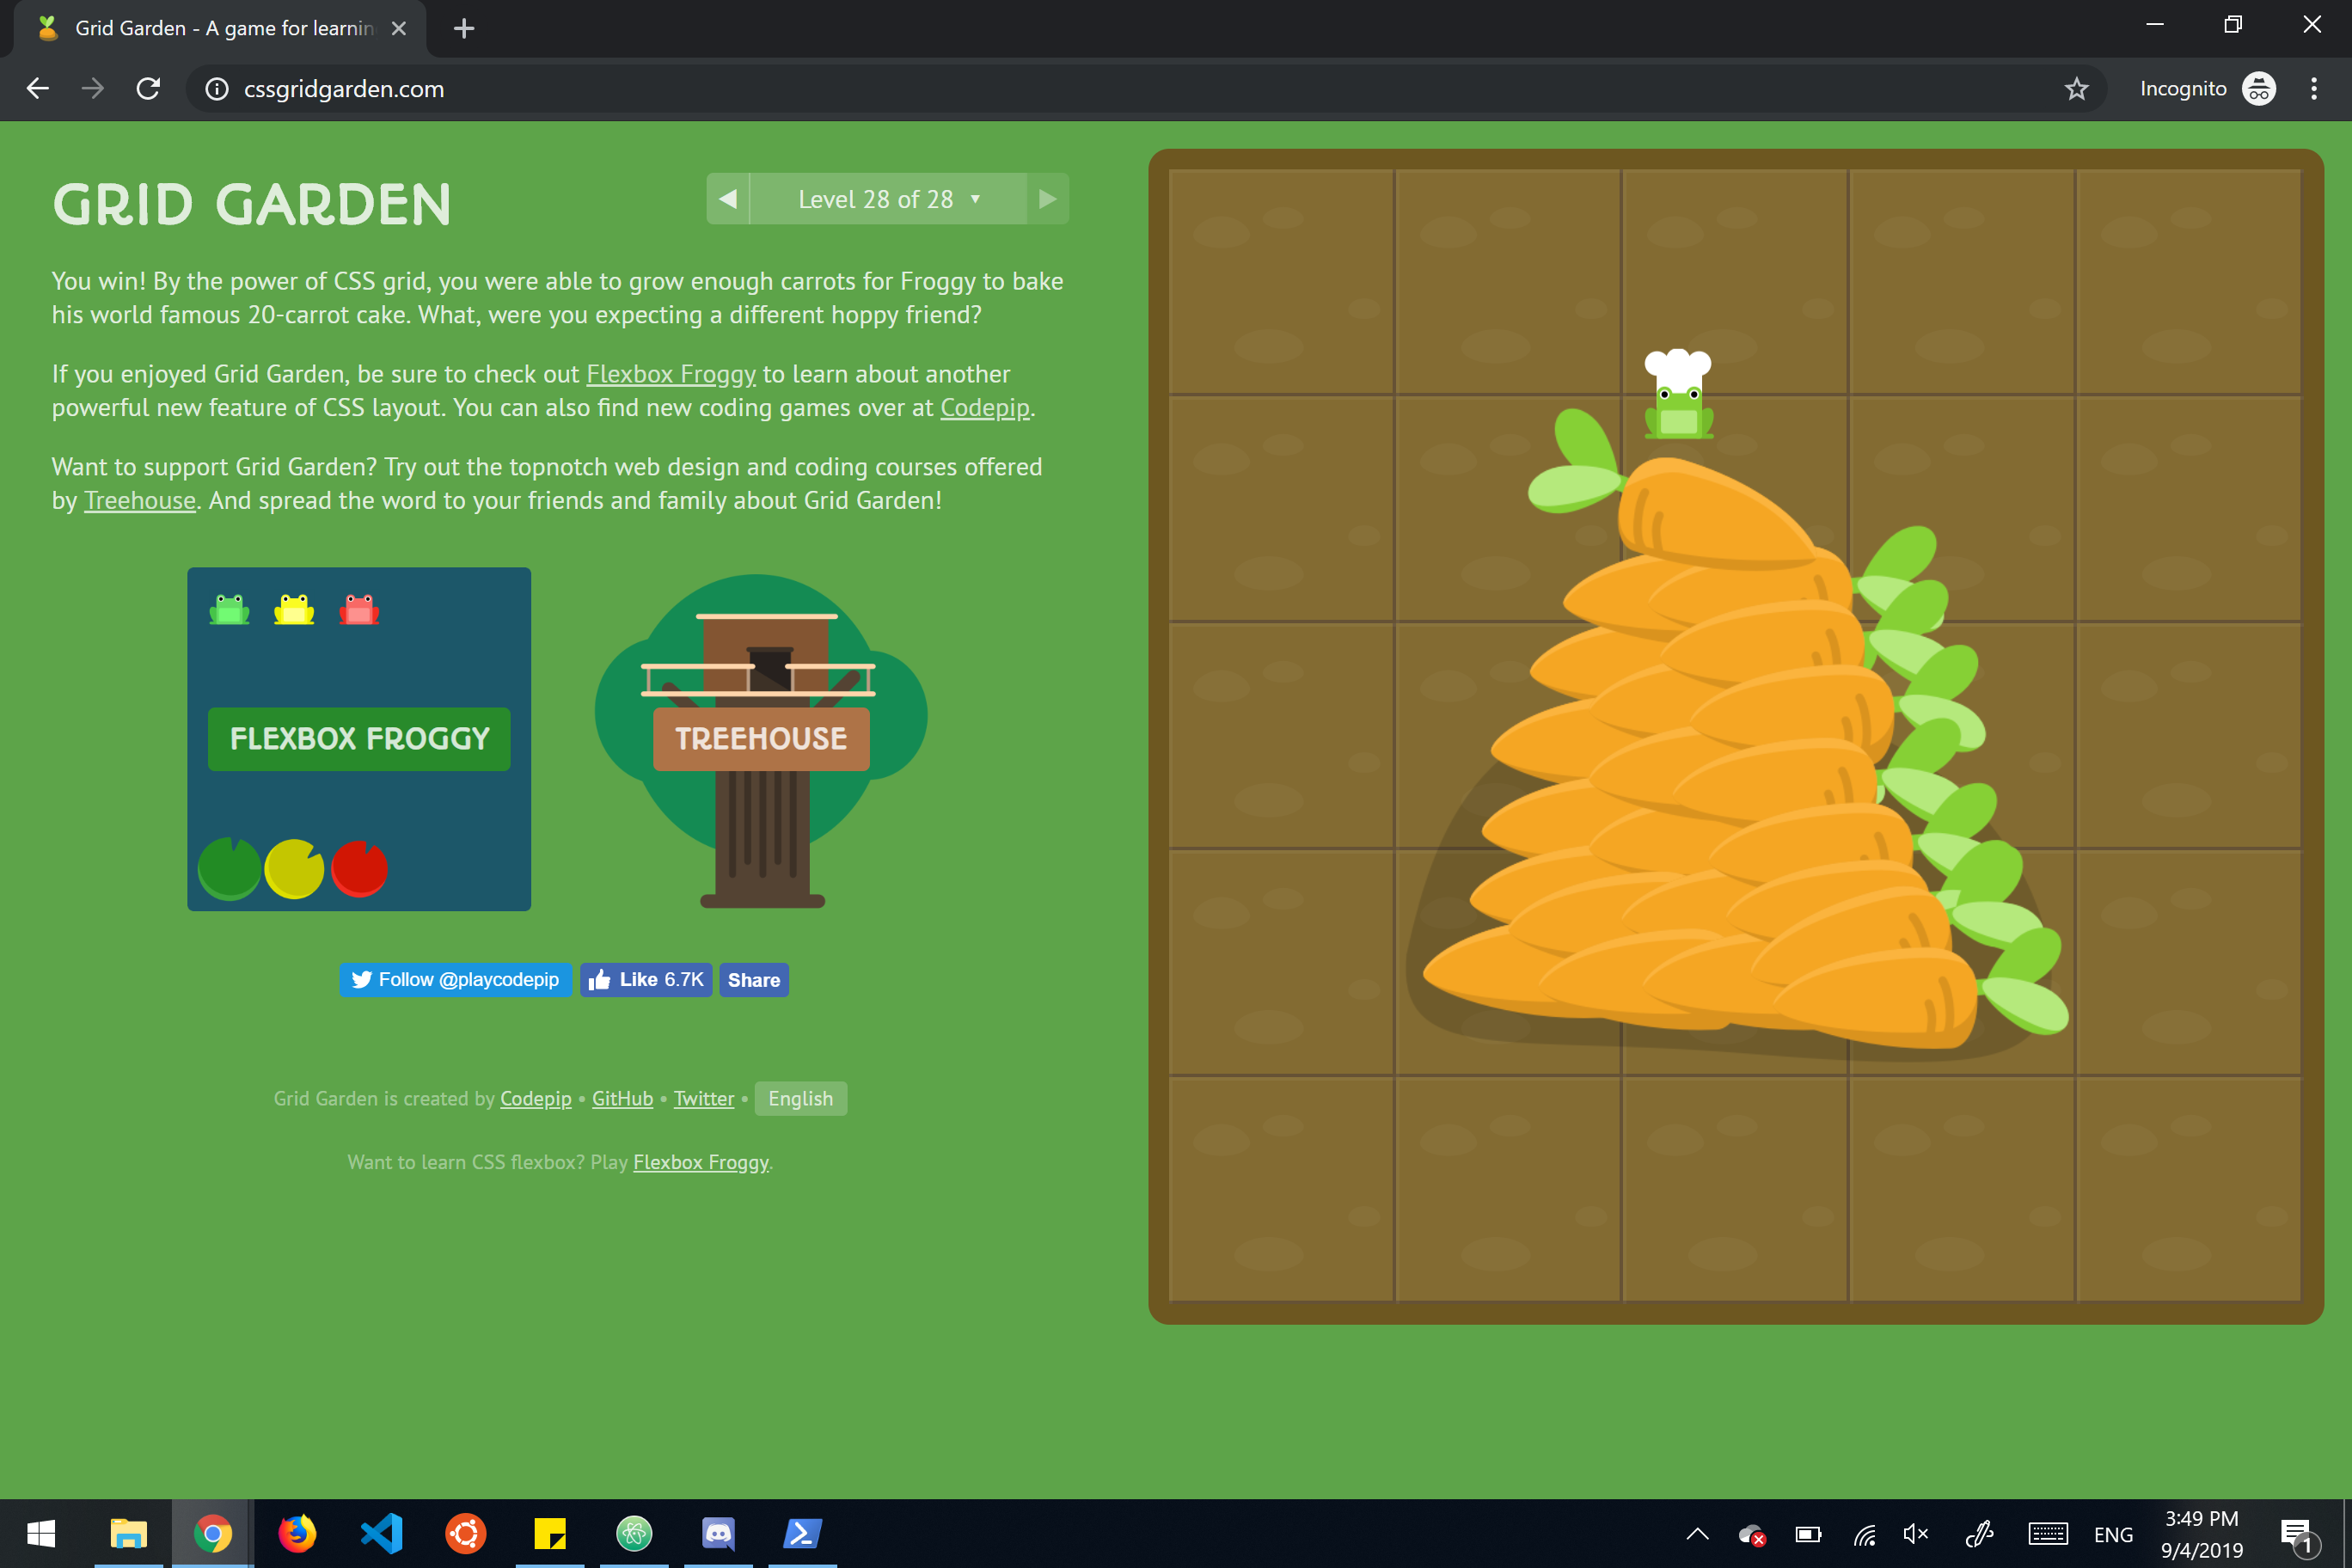 Grid Garden - A game for learnin
cssgridgarden.com
Incognito
GRID GARDEN
Level 28 of 28
You win! By the power of CSS grid, you were able to grow enough carrots for Froggy to bake
his world famous 20-carrot cake. What, were you expecting a different hoppy friend?
If you enjoyed Grid Garden, be sure to check out Flexbox Froggy to learn about another
powerful new feature of CSS layout. You can also find new coding games over at Codepip.
Want to support Grid Garden? Try out the topnotch web design and coding courses offered
by Treehouse. And spread the word to your friends and family about Grid Garden!
FLEXBOX FROGGY
TREEHOUSE
Follow @playcodepip
Like 6.7K
Share
Grid Garden is created by Codepip • GitHub • Twitter • English
Want to learn CSS flexbox? Play Flexbox Froggy.
ENG
3:49 PM
9/4/2019
1